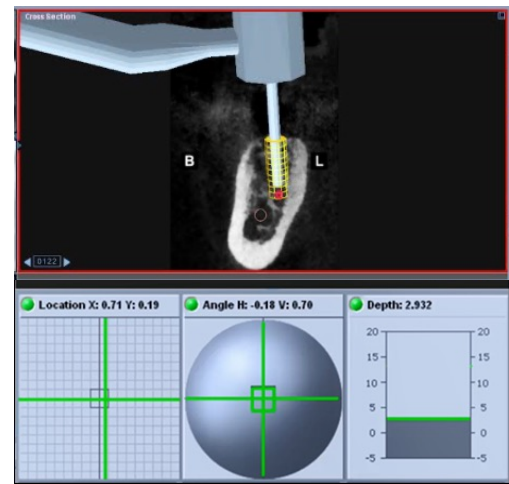 Cross Section
B
L
0122
Location X: 0.71 Y: 0.19
Angle H: -0.18 V: 0.70
Depth: 2.932
20
20
15
15
10
10
5
5
0
0
-5
-5